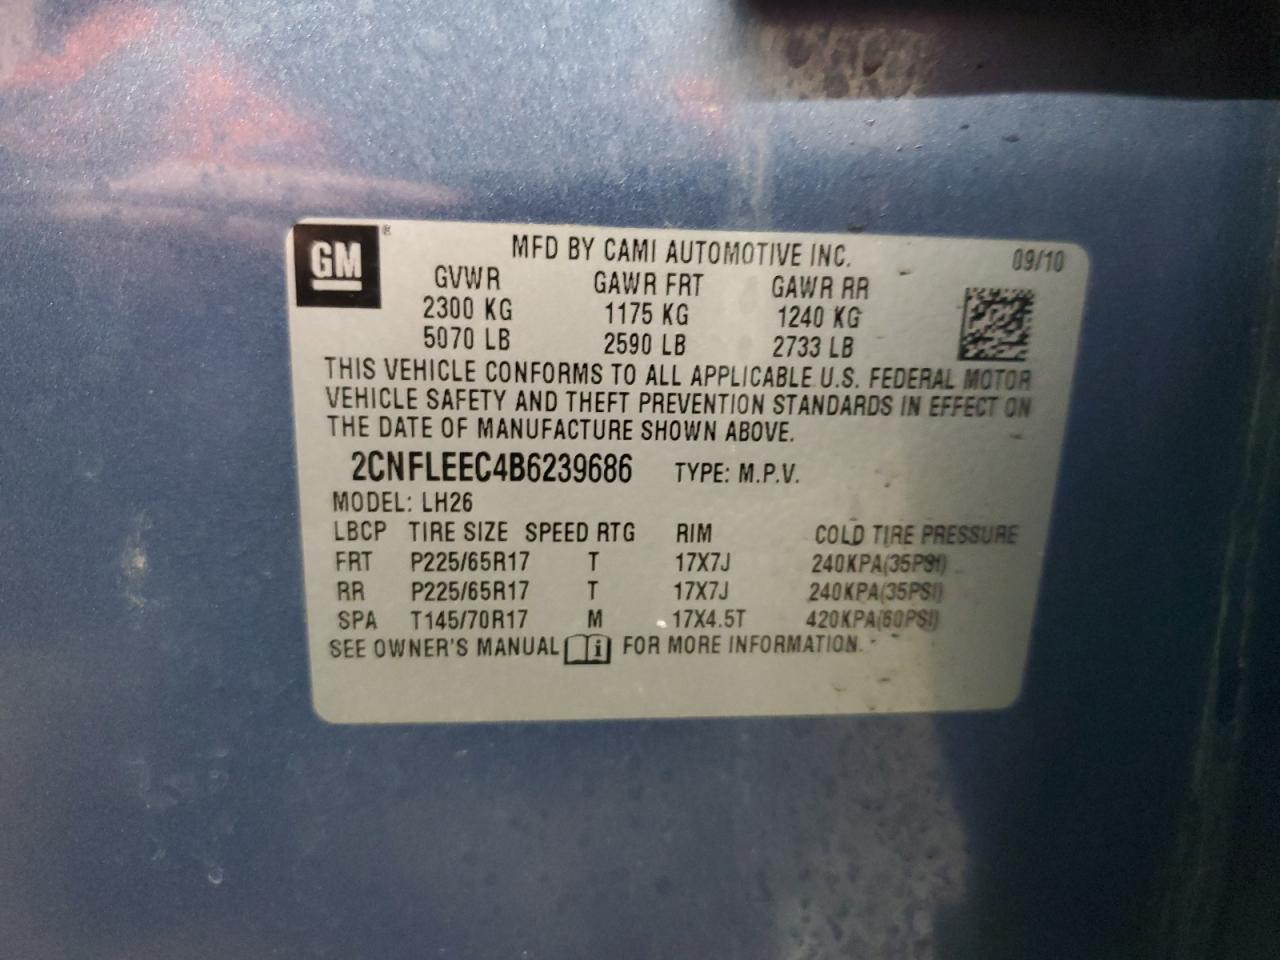 GM ®
MFD BY CAMI AUTOMOTIVE INC. 09/10
GVWR GAWR FRT GAWR RR
2300 KG 1175 KG 1240 KG
5070 LB 2590 LB 2733 LB
THIS VEHICLE CONFORMS TO ALL APPLICABLE U.S. FEDERAL MOTOR
VEHICLE SAFETY AND THEFT PREVENTION STANDARDS IN EFFECT ON
THE DATE OF MANUFACTURE SHOWN ABOVE.
2CNFLEEC4B6239686 TYPE: M.P.V.
MODEL: LH26
LBCP TIRE SIZE SPEED RTG RIM COLD TIRE PRESSURE
FRT P225/65R17 T 17X7J 240KPA(35PSI)
RR P225/65R17 T 17X7J 240KPA(35PSI)
SPA T145/70R17 M 17X4.5T 420KPA(60PSI)
SEE OWNER'S MANUAL i FOR MORE INFORMATION.